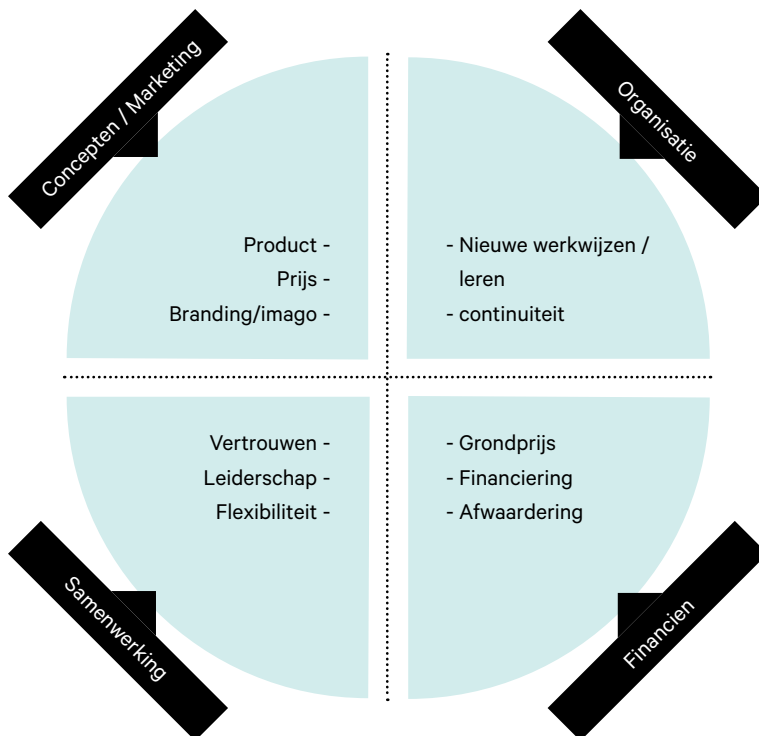 Concepten / Marketing
Product -
Prijs -
Branding/imago -
Organisatie
- Nieuwe werkwijzen /
leren
- continuiteit
Samenwerking
Vertrouwen -
Leiderschap -
Flexibiliteit -
Financien
- Grondprijs
- Financiering
- Afwaardering